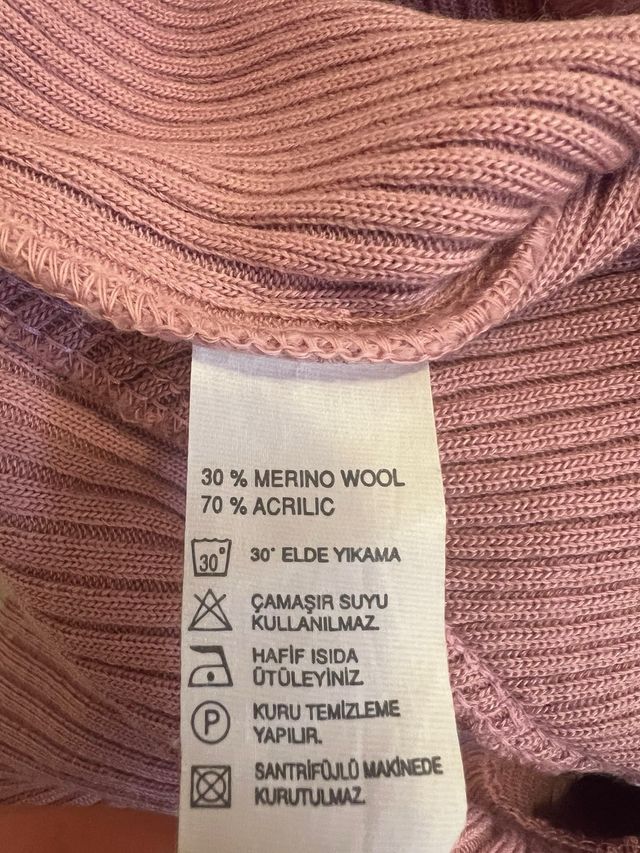 30 % MERINO WOOL
70 % ACRILIC
30° 30° ELDE YIKAMA
ÇAMAŞIR SUYU
KULLANILMAZ
HAFİF ISIDA
ÜTÜLEYİNİZ
P KURU TEMİZLEME
YAPILIR.
SANTRİFÜJLÜ MAKİNEDE
KURUTULMAZ